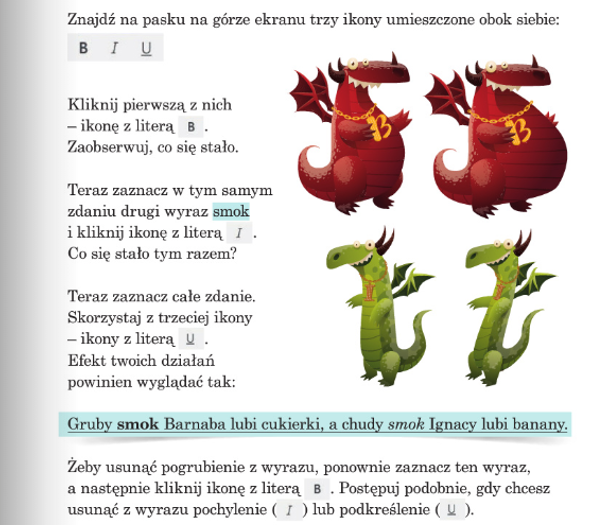 Znajdź na pasku na górze ekranu trzy ikony umieszczone obok siebie:
B I U
Kliknij pierwszą z nich
– ikonę z literą B .
Zaobserwuj, co się stało.
Teraz zaznacz w tym samym
zdaniu drugi wyraz smok
i kliknij ikonę z literą I .
Co się stało tym razem?
Teraz zaznacz całe zdanie.
Skorzystaj z trzeciej ikony
– ikony z literą U .
Efekt twoich działań
powinien wyglądać tak:
B
B
I
I
Gruby smok Barnaba lubi cukierki, a chudy smok Ignacy lubi banany.
Żeby usunąć pogrubienie z wyrazu, ponownie zaznacz ten wyraz,
a następnie kliknij ikonę z literą B . Postępuj podobnie, gdy chcesz
usunąć z wyrazu pochylenie ( I ) lub podkreślenie ( U ).